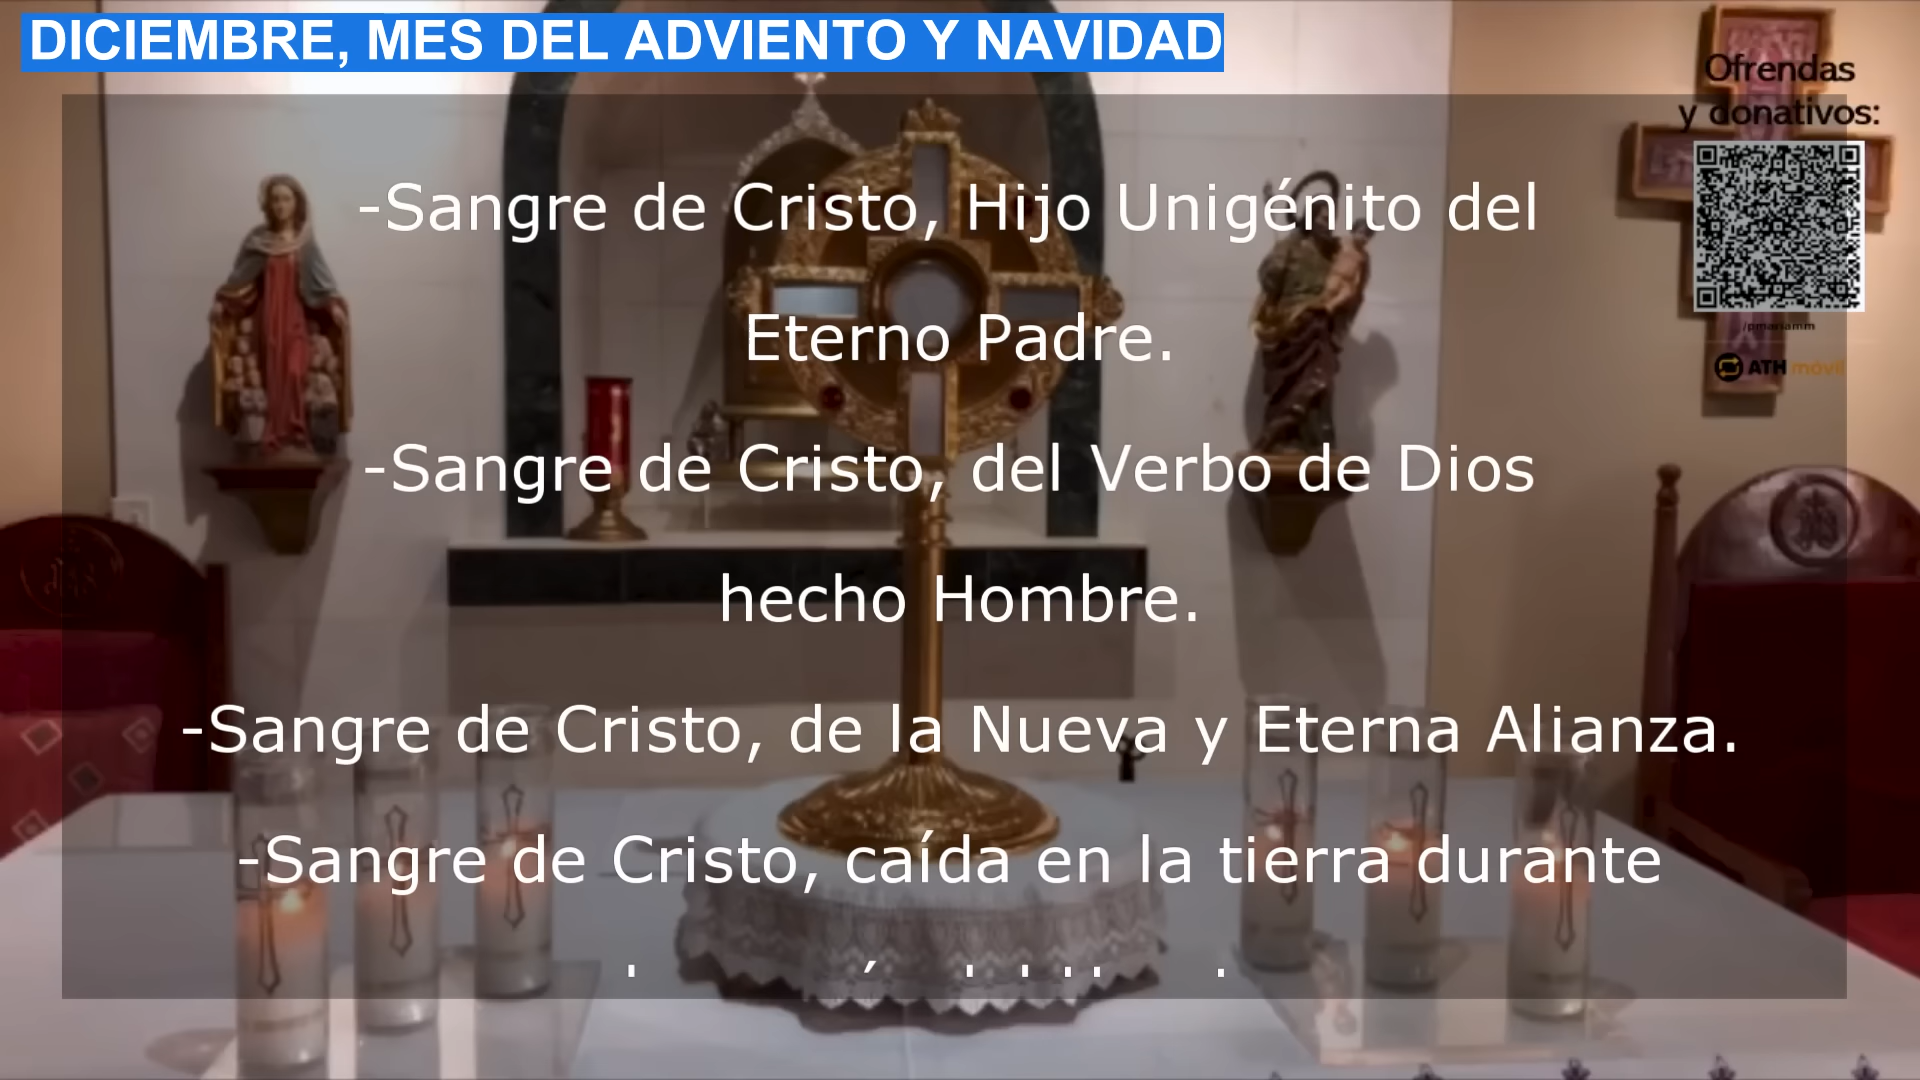 DICIEMBRE, MES DEL ADVIENTO Y NAVIDAD
Ofrendas
y donativos:
/pmariamm
ATH móvil
-Sangre de Cristo, Hijo Unigénito del
Eterno Padre.
-Sangre de Cristo, del Verbo de Dios
hecho Hombre.
-Sangre de Cristo, de la Nueva y Eterna Alianza.
-Sangre de Cristo, caída en la tierra durante